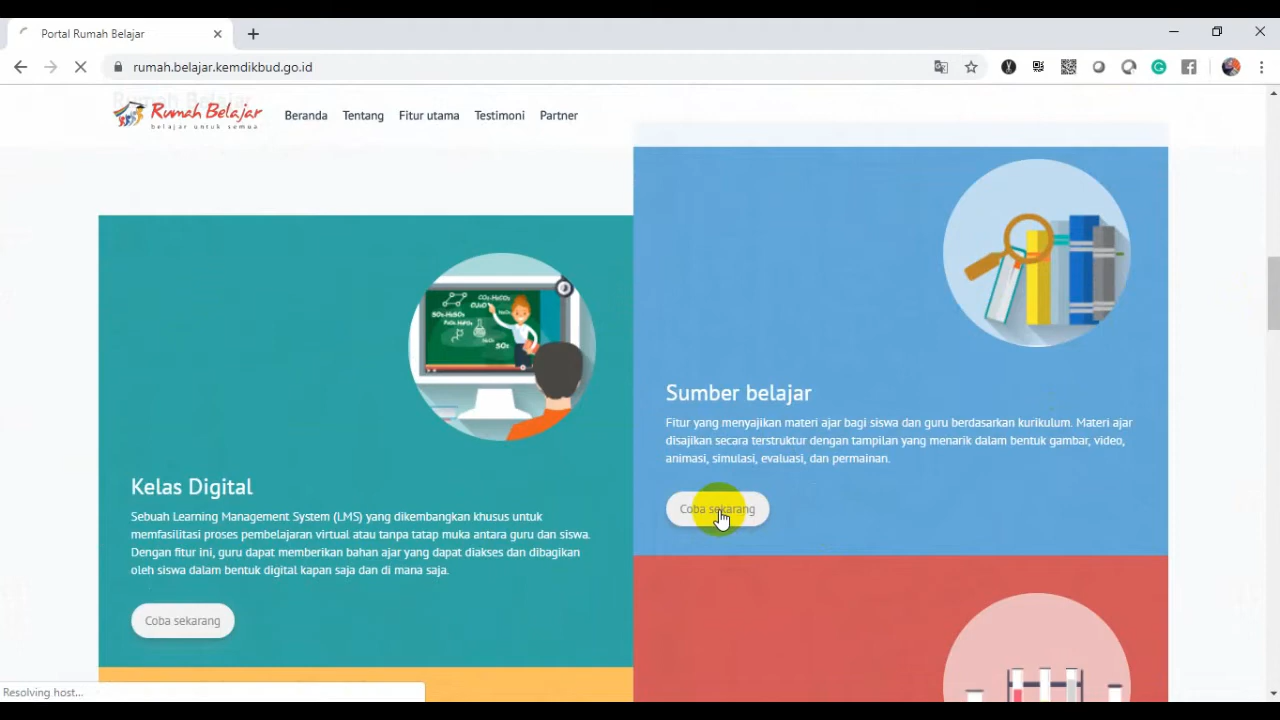 Portal Rumah Belajar
rumah.belajar.kemdikbud.go.id
Rumah Belajar
Rumah Belajar
belajar untuk semua
Beranda
Tentang
Fitur utama
Testimoni
Partner
Sumber belajar
Fitur yang menyajikan materi ajar bagi siswa dan guru berdasarkan kurikulum. Materi ajar
disajikan secara terstruktur dengan tampilan yang menarik dalam bentuk gambar, video,
animasi, simulasi, evaluasi, dan permainan.
Coba sekarang
Kelas Digital
Sebuah Learning Management System (LMS) yang dikembangkan khusus untuk
memfasilitasi proses pembelajaran virtual atau tanpa tatap muka antara guru dan siswa.
Dengan fitur ini, guru dapat memberikan bahan ajar yang dapat diakses dan dibagikan
oleh siswa dalam bentuk digital kapan saja dan di mana saja.
Coba sekarang
Resolving host...